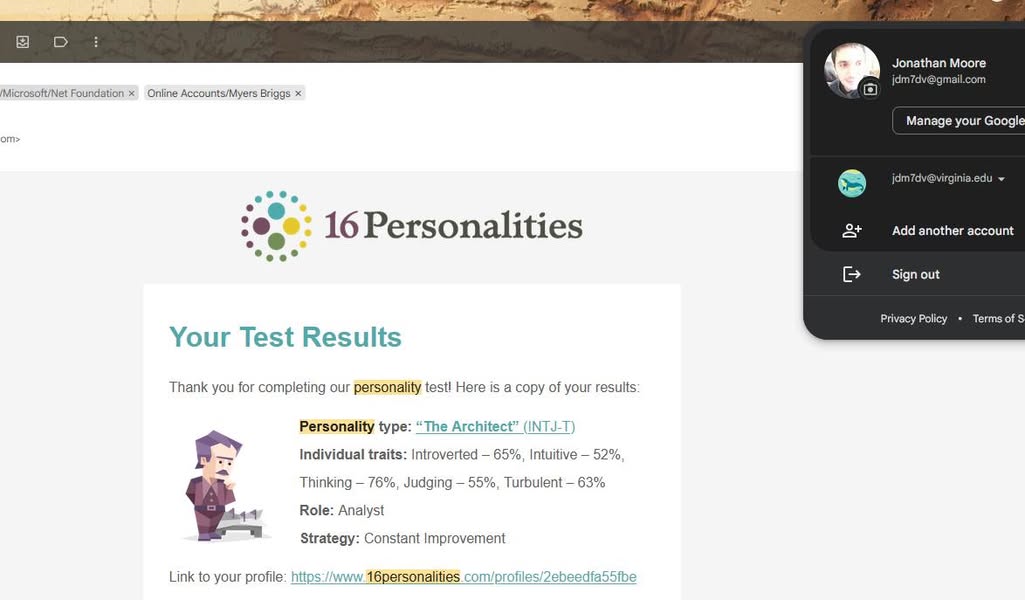 /Microsoft/Net Foundation ×
Online Accounts/Myers Briggs ×
om>
16Personalities
Your Test Results
Thank you for completing our personality test! Here is a copy of your results:
Personality type: “The Architect” (INTJ-T)
Individual traits: Introverted – 65%, Intuitive – 52%,
Thinking – 76%, Judging – 55%, Turbulent – 63%
Role: Analyst
Strategy: Constant Improvement
Link to your profile: https://www.16personalities.com/profiles/2ebeedfa55fbe
Jonathan Moore
jdm7dv@gmail.com
Manage your Google
jdm7dv@virginia.edu
Add another account
Sign out
Privacy Policy • Terms of S